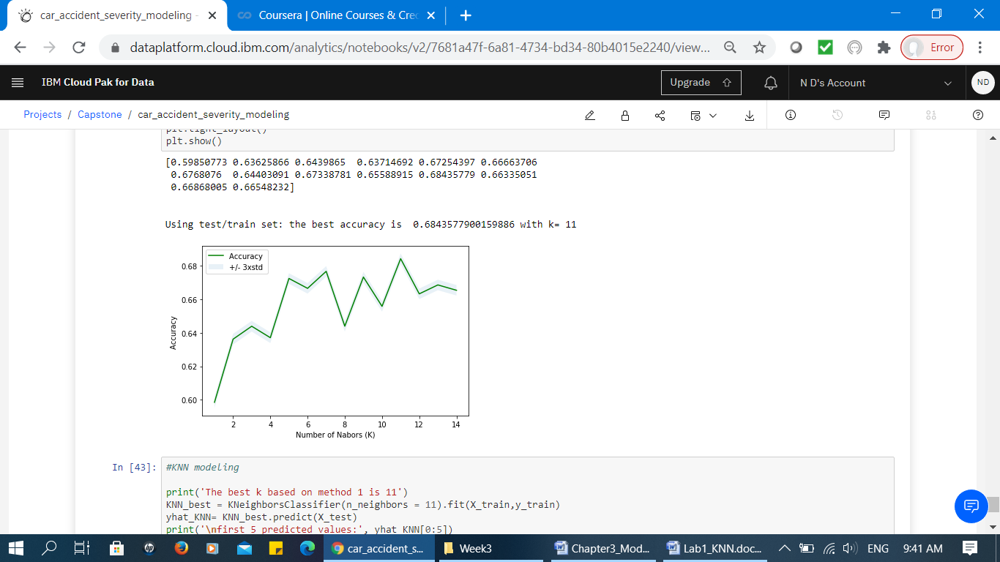 car_accident_severity_modeling -
Coursera | Online Courses & Cre
dataplatform.cloud.ibm.com/analytics/notebooks/v2/7681a47f-6a81-4734-bd34-80b4015e2240/view...
Error
IBM Cloud Pak for Data
Upgrade
N D's Account
ND
Projects / Capstone / car_accident_severity_modeling
plt.tight_layout()
plt.show()
[0.59850773 0.63625866 0.6439865  0.63714692 0.67254397 0.66663706
0.6768076  0.64403091 0.67338781 0.65588915 0.68435779 0.66335051
0.66868005 0.66548232]
Using test/train set: the best accuracy is  0.6843577900159886 with k= 11
Accuracy
+/- 3xstd
0.68
0.66
0.64
0.62
0.60
Accuracy
2 4 6 8 10 12 14
Number of Nabors (K)
In [43]:
#KNN modeling
print('The best k based on method 1 is 11')
KNN_best = KNeighborsClassifier(n_neighbors = 11).fit(X_train,y_train)
yhat_KNN= KNN_best.predict(X_test)
print('\nfirst 5 predicted values:', yhat_KNN[0:5])
car_accident_s...
Week3
Chapter3_Mod...
Lab1_KNN.doc...
ENG
9:41 AM